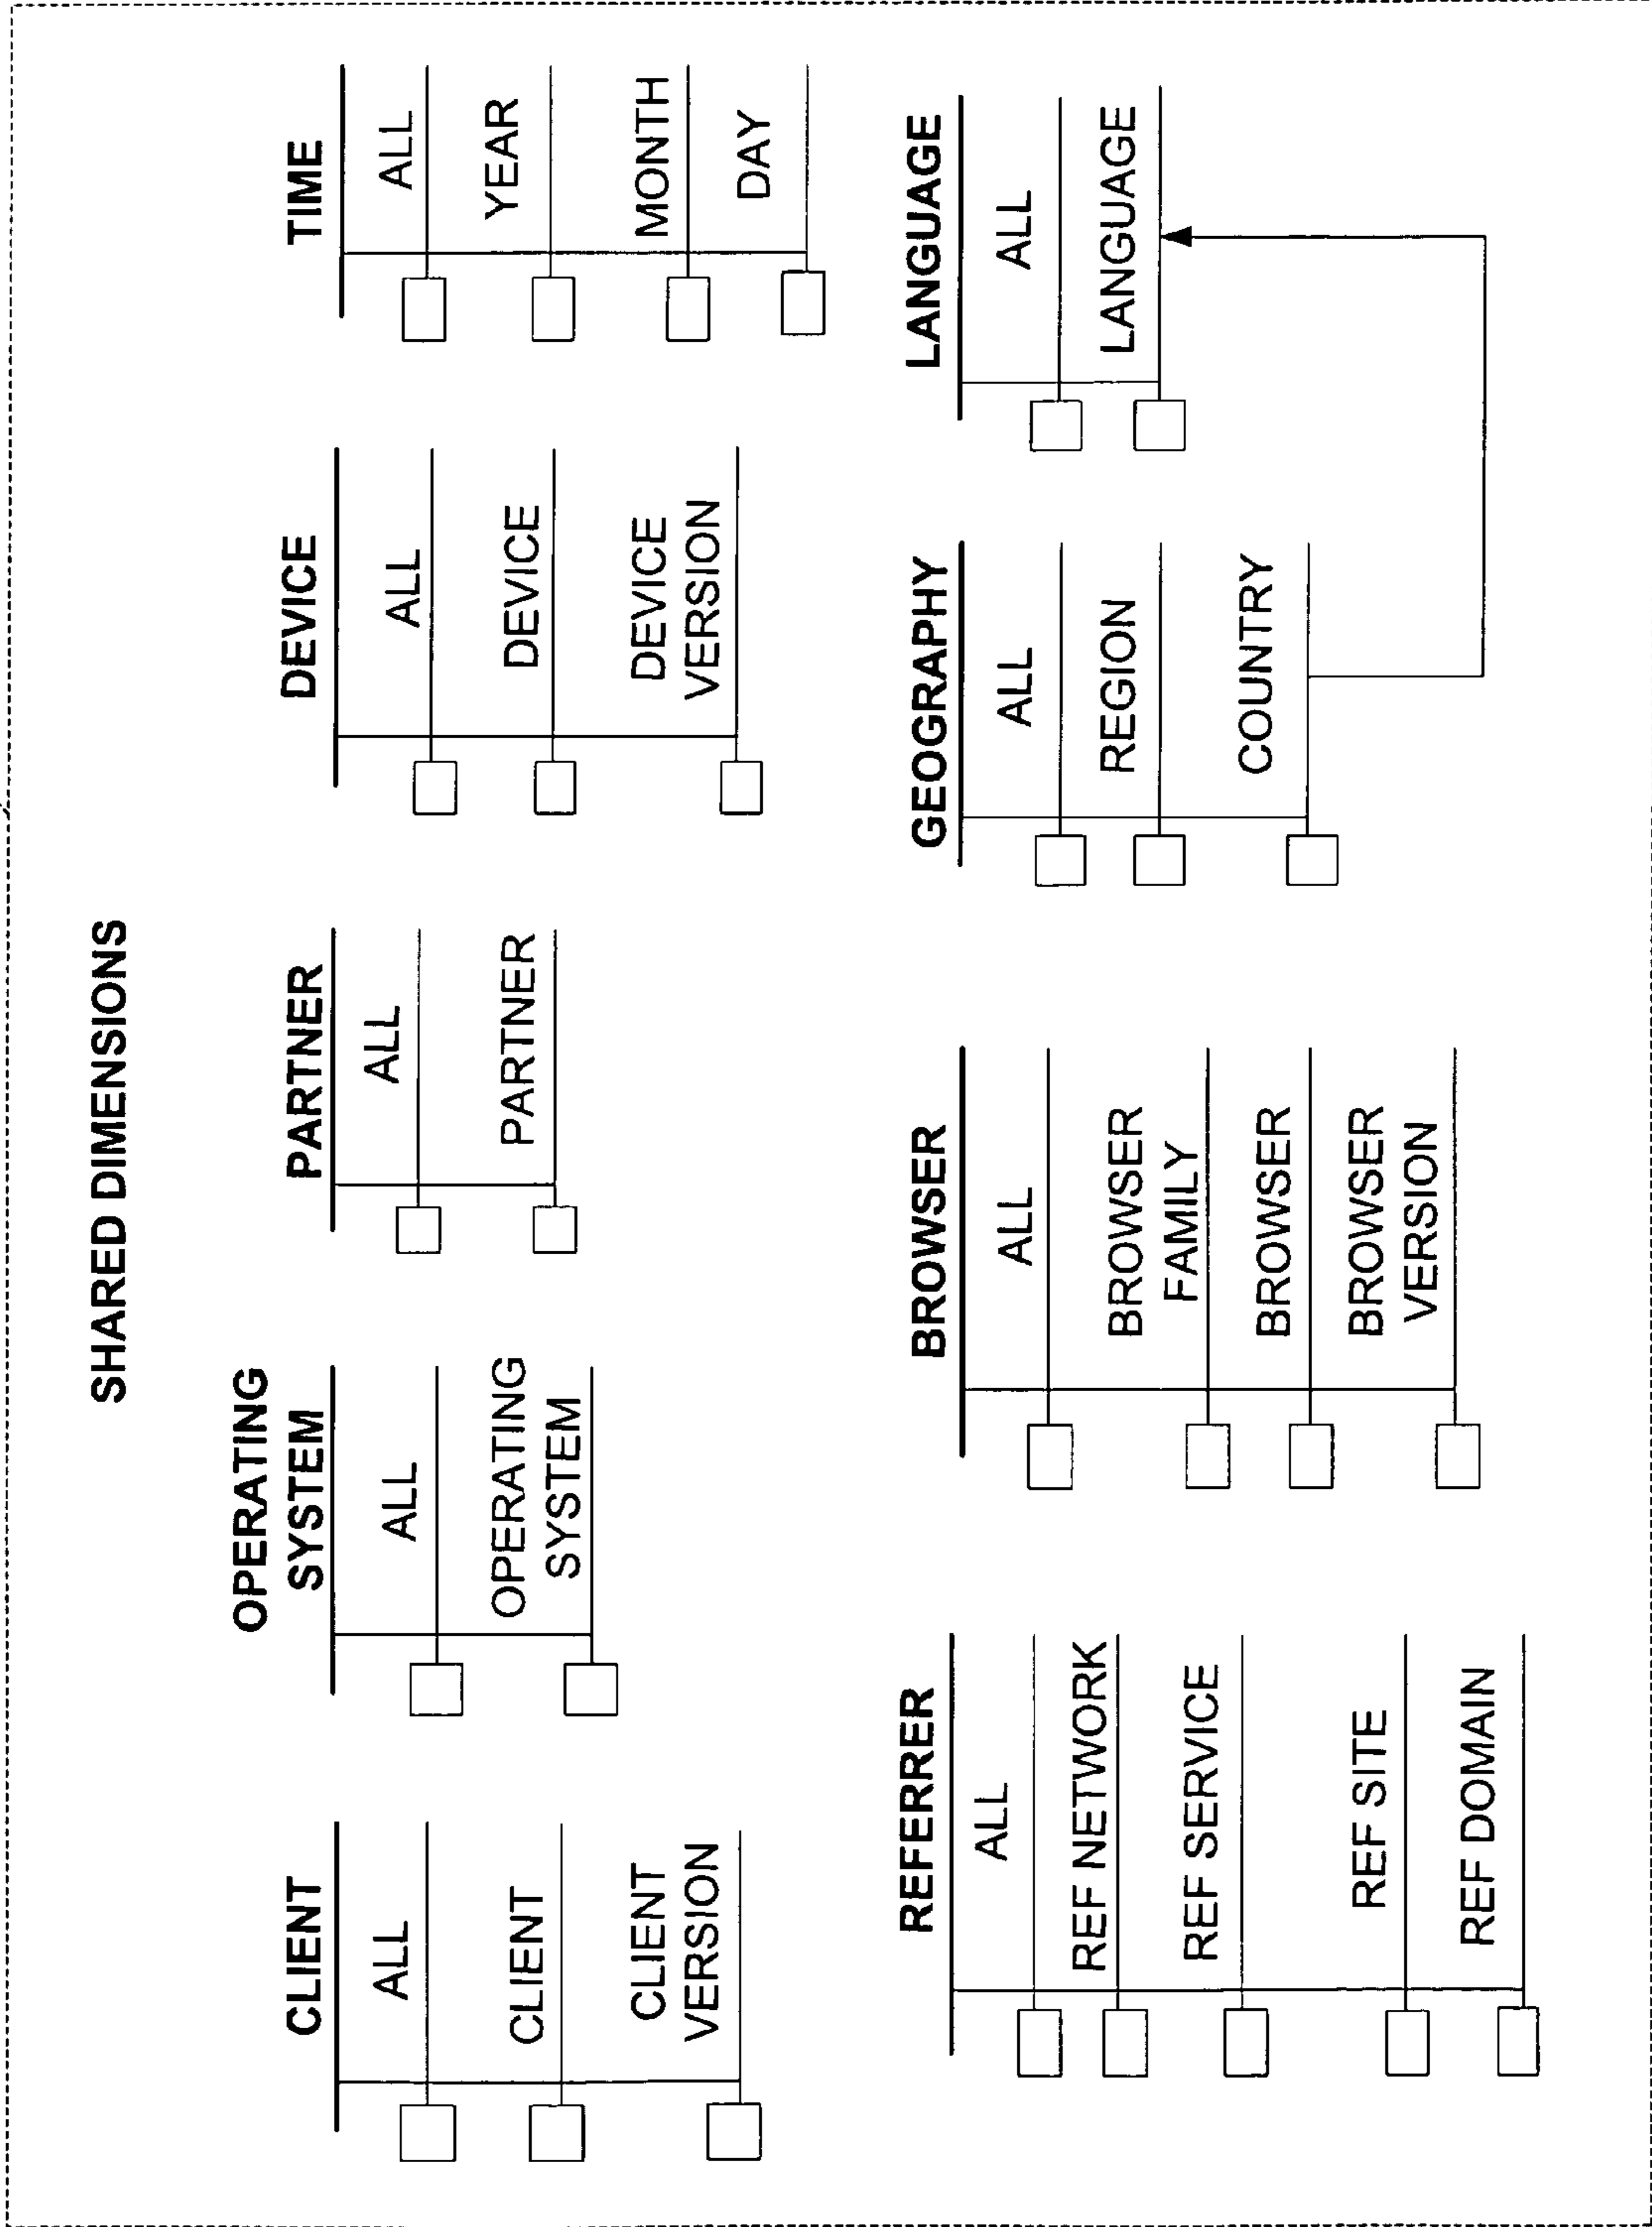 SHARED DIMENSIONS
CLIENT
ALL
CLIENT
CLIENT
VERSION
OPERATING
SYSTEM
ALL
OPERATING
SYSTEM
PARTNER
ALL
PARTNER
DEVICE
ALL
DEVICE
DEVICE
VERSION
TIME
ALL
YEAR
MONTH
DAY
REFERRER
ALL
REF NETWORK
REF SERVICE
REF SITE
REF DOMAIN
BROWSER
ALL
BROWSER
FAMILY
BROWSER
BROWSER
VERSION
GEOGRAPHY
ALL
REGION
COUNTRY
LANGUAGE
ALL
LANGUAGE